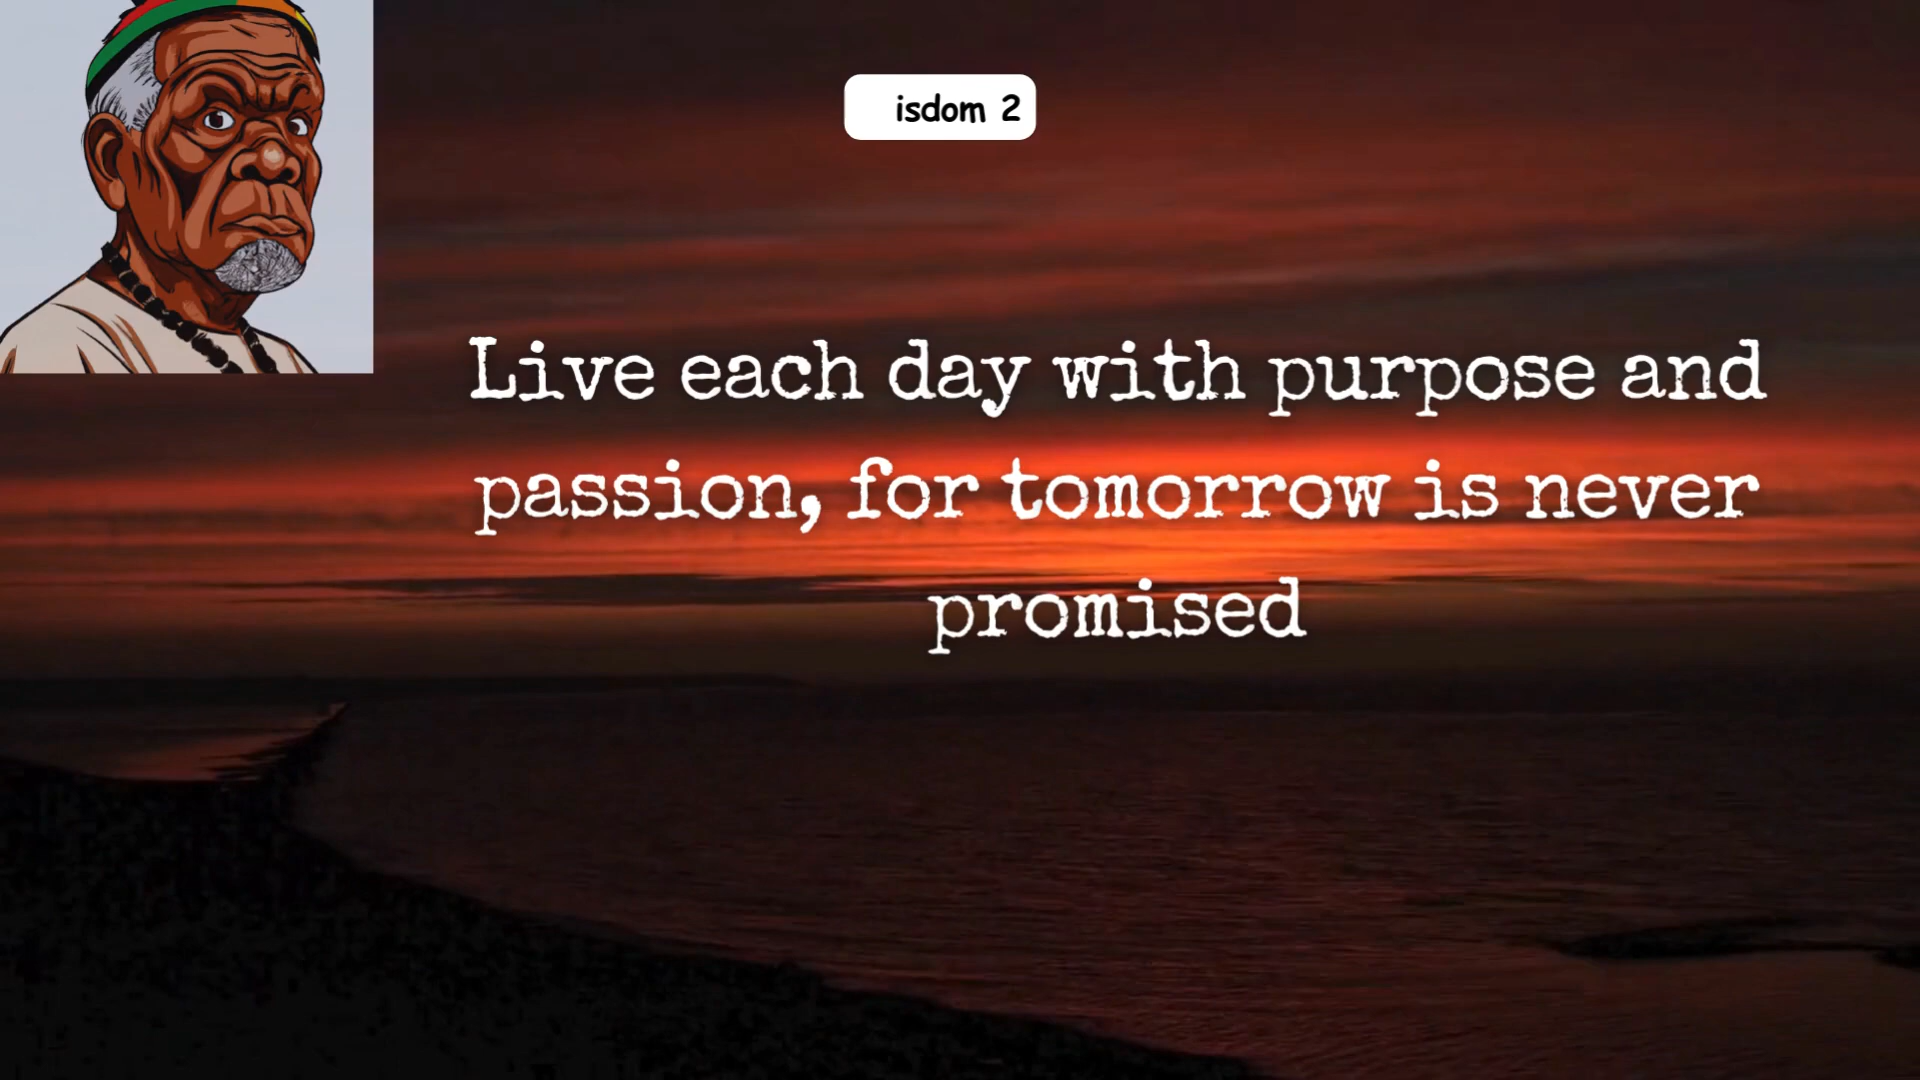 isdom 2
Live each day with purpose and
passion, for tomorrow is never
promised